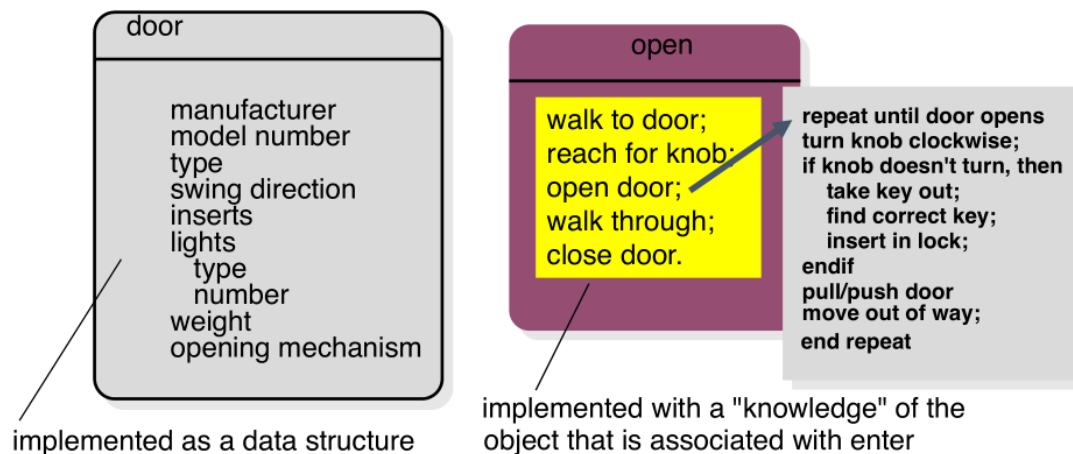 door
manufacturer
model number
type
swing direction
inserts
lights
type
number
weight
opening mechanism
implemented as a data structure
open
walk to door;
reach for knob;
open door;
walk through;
close door.
repeat until door opens
turn knob clockwise;
if knob doesn't turn, then
take key out;
find correct key;
insert in lock;
endif
pull/push door
move out of way;
end repeat
implemented with a "knowledge" of the
object that is associated with enter